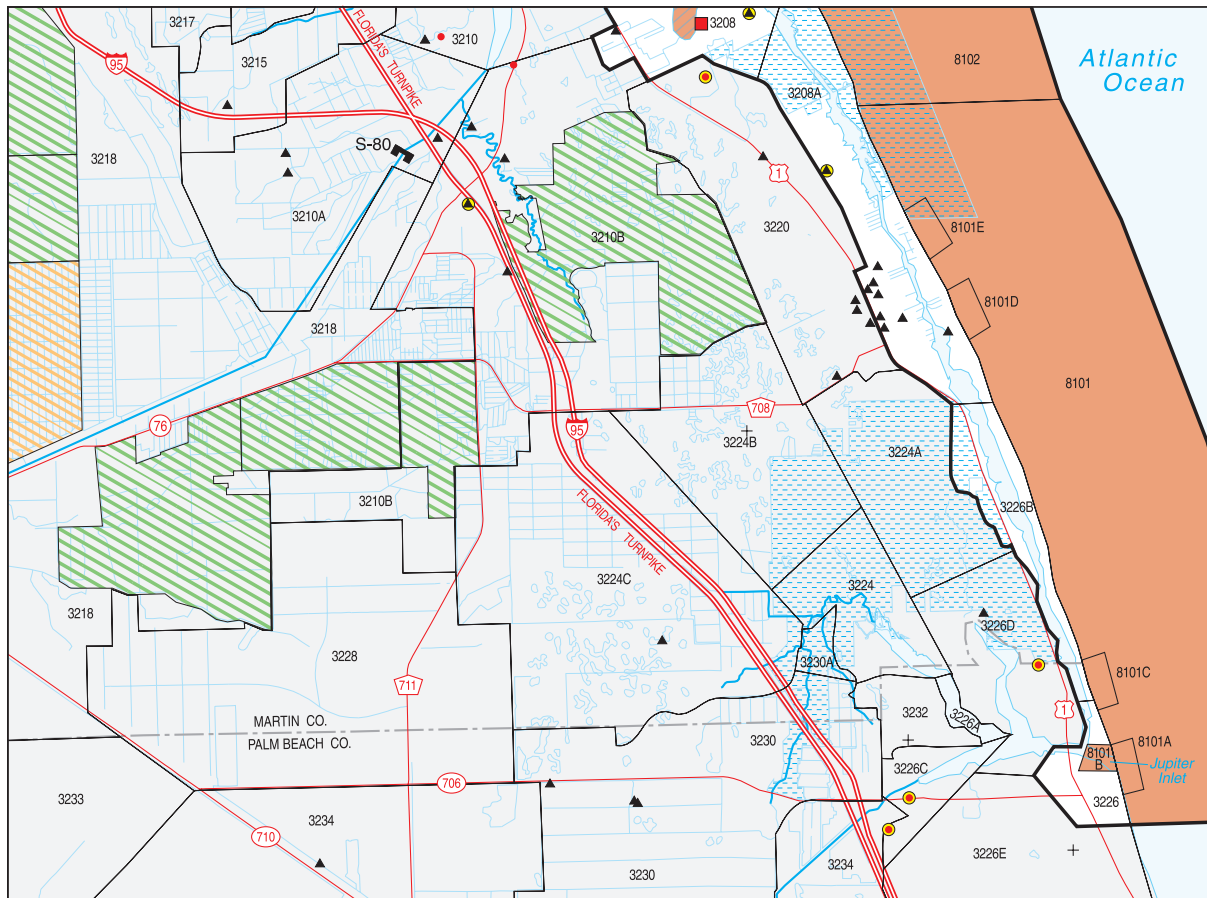 3217
3208
3210
95
3215
FLORIDA'S TURNPIKE
8102
Atlantic
Ocean
3208A
S-80
3218
1
3210A
3220
8101E
3210B
8101D
3218
8101
708
76
95
3224B
3224A
3210B
FLORIDA'S TURNPIKE
3226B
3224C
3224
3218
3226D
3228
3230A
8101C
711
3226A
1
3232
MARTIN CO.
PALM BEACH CO.
3230
8101A
8101
B
Jupiter
Inlet
3226C
706
3233
3226
3234
710
3226E
3234
3230